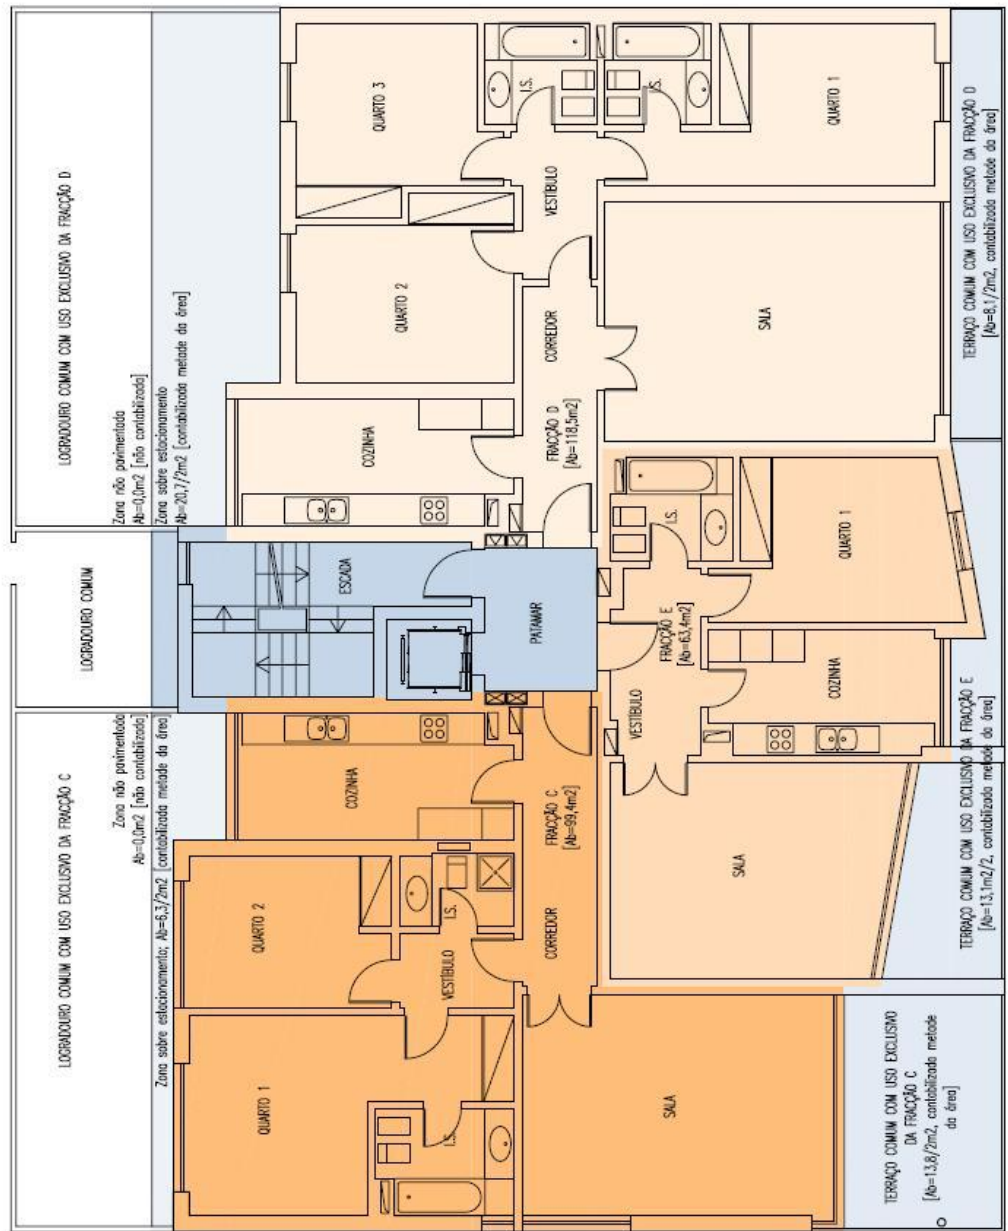 LOGRADOURO COMUM COM USO EXCLUSIVO DA FRACÇÃO C
Zona não pavimentada
Ab=0,0m2 [não contabilizada]
Zona sobre estacionamento; Ab=6,3/2m2 [contabilizada metade da área]
LOGRADOURO COMUM
LOGRADOURO COMUM COM USO EXCLUSIVO DA FRACÇÃO D
Zona não pavimentada
Ab=0,0m2 [não contabilizada]
Zona sobre estacionamento
Ab=20,7/2m2 [contabilizada metade da área]
QUARTO 1
QUARTO 2
COZINHA
ESCADA
COZINHA
QUARTO 2
QUARTO 3
I.S.
VESTÍBULO
I.S.
PATAMAR
I.S.
VESTÍBULO
I.S.
CORREDOR
FRACÇÃO C
[Ab=99,4m2]
FRACÇÃO D
[Ab=118,5m2]
CORREDOR
VESTÍBULO
FRACÇÃO E
[Ab=63,4m2]
I.S.
SALA
SALA
COZINHA
QUARTO 1
SALA
QUARTO 1
TERRAÇO COMUM COM USO EXCLUSIVO
DA FRACÇÃO C
[Ab=13,8/2m2, contabilizada metade
da área]
TERRAÇO COMUM COM USO EXCLUSIVO DA FRACÇÃO E
[Ab=13,1m2/2, contabilizada metade da área]
TERRAÇO COMUM COM USO EXCLUSIVO DA FRACÇÃO D
[Ab=8,1/2m2, contabilizada metade da área]